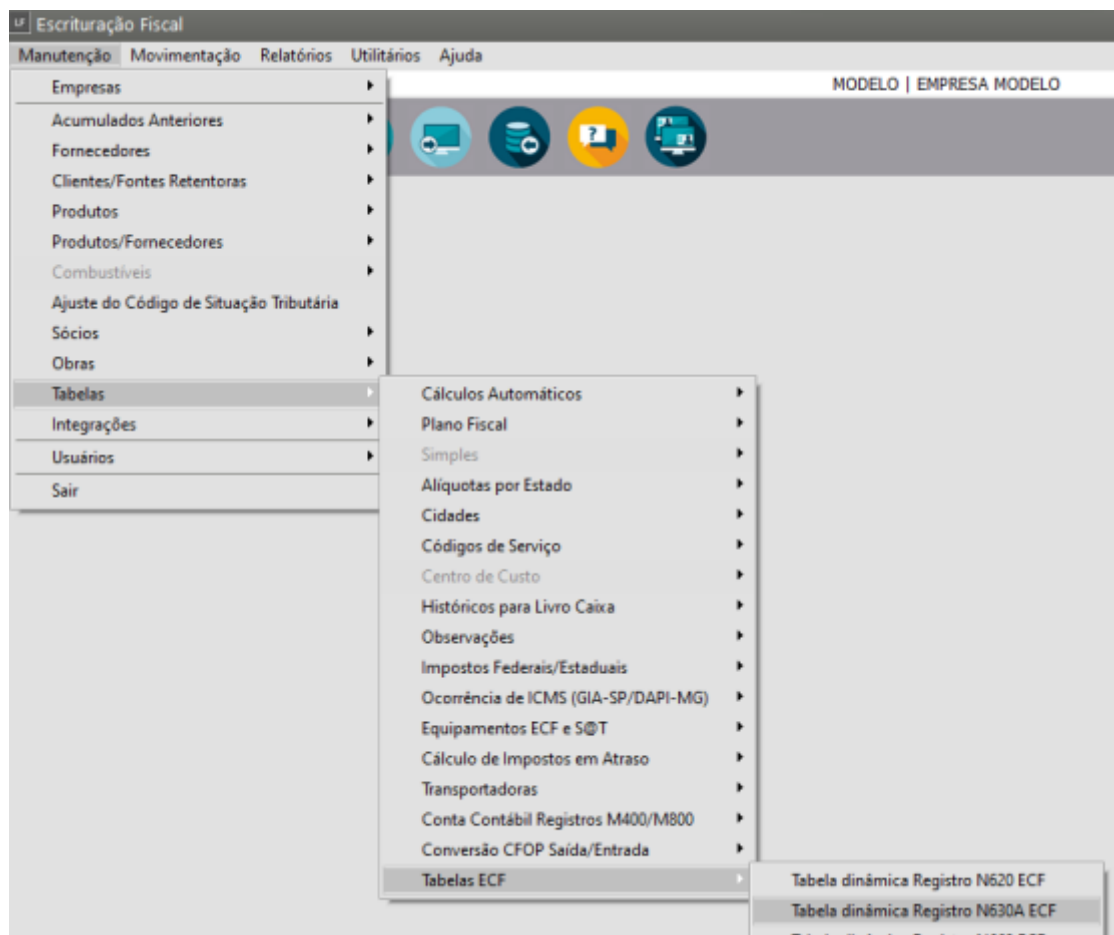 LF Escrituração Fiscal
Manutenção Movimentação Relatórios Utilitários Ajuda
MODELO | EMPRESA MODELO
Empresas
Acumulados Anteriores
Fornecedores
Clientes/Fontes Retentoras
Produtos
Produtos/Fornecedores
Combustíveis
Ajuste do Código de Situação Tributária
Sócios
Obras
Tabelas
Integrações
Usuários
Sair
Cálculos Automáticos
Plano Fiscal
Simples
Alíquotas por Estado
Cidades
Códigos de Serviço
Centro de Custo
Históricos para Livro Caixa
Observações
Impostos Federais/Estaduais
Ocorrência de ICMS (GIA-SP/DAPI-MG)
Equipamentos ECF e S@T
Cálculo de Impostos em Atraso
Transportadoras
Conta Contábil Registros M400/M800
Conversão CFOP Saída/Entrada
Tabelas ECF
Tabela dinâmica Registro N620 ECF
Tabela dinâmica Registro N630A ECF